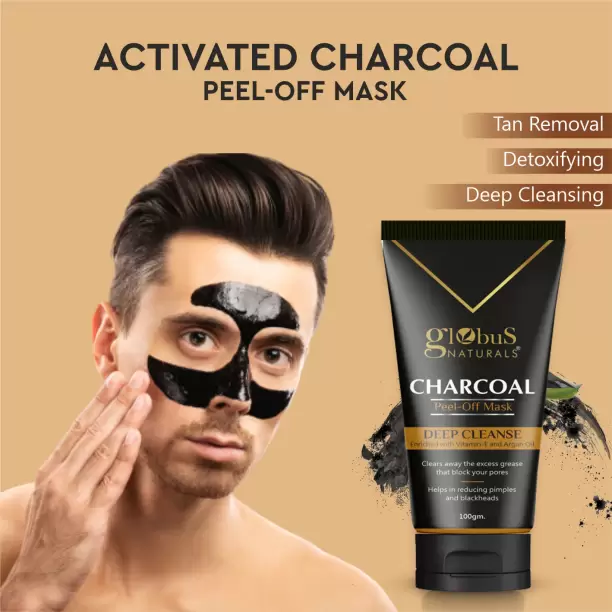 ACTIVATED CHARCOAL
PEEL-OFF MASK
Tan Removal
Detoxifying
Deep Cleansing
globus
NATURALS®
CHARCOAL
Peel-Off Mask
DEEP CLEANSE
Enriched with Vitamin-E and Argan Oil
Clears away the excess grease
that block your pores
Helps in reducing pimples
and blackheads
100gm.